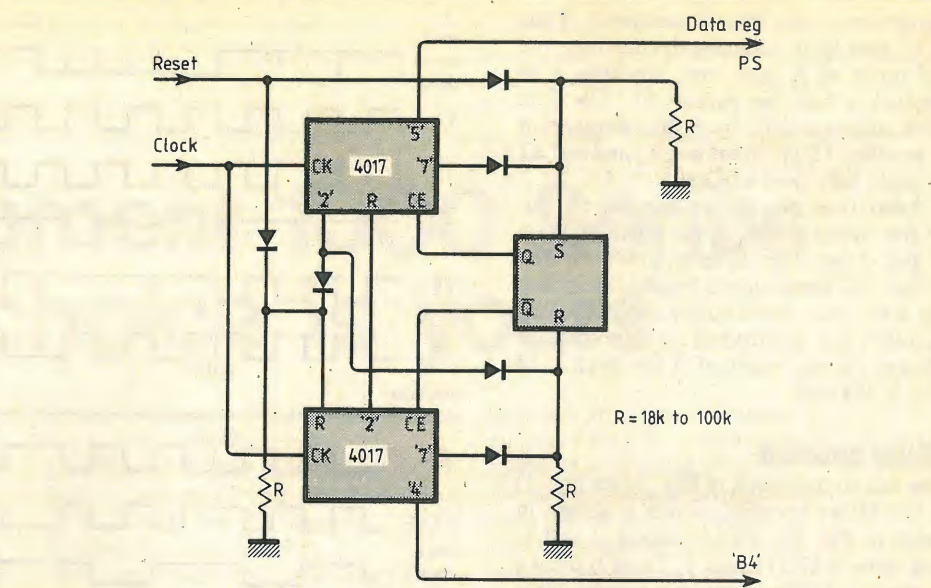 Data reg
PS
Reset
R
'5'
Clock
CK 4017 '7'
'2' R CE
Q S
Q̅ R
R '2' CE
R = 18k to 100k
CK 4017 '7'
'4'
R
R
'B4'